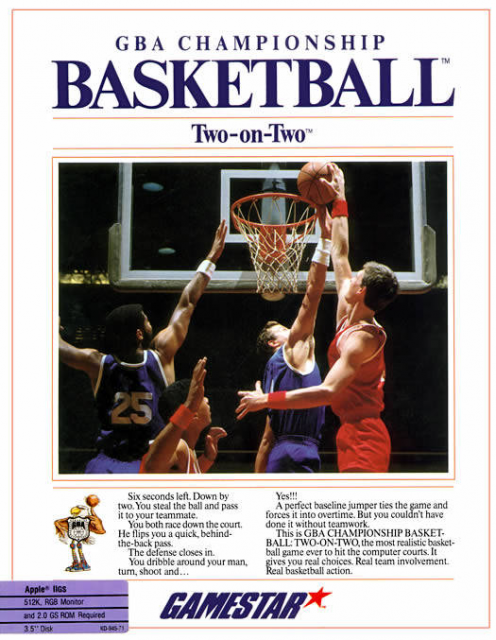 GBA CHAMPIONSHIP
BASKETBALL™
Two-on-Two™
25
Six seconds left. Down by
two. You steal the ball and pass
it to your teammate.
You both race down the court.
He flips you a quick, behind-
the-back pass.
The defense closes in.
You dribble around your man,
turn, shoot and...
Yes!!!
A perfect baseline jumper ties the game and
forces it into overtime. But you couldn't have
done it without teamwork.
This is GBA CHAMPIONSHIP BASKET-
BALL: TWO-ON-TWO, the most realistic basket-
ball game ever to hit the computer courts. It
gives you real choices. Real team involvement.
Real basketball action.
Apple® IIGS
512K, RGB Monitor
and 2.0 GS ROM Required
3.5" Disk
GAMESTAR